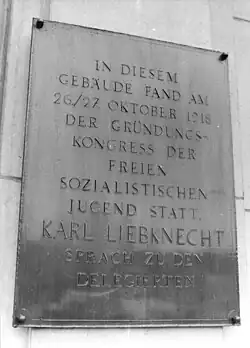 IN DIESEM
GEBÄUDE FAND AM
26/27. OKTOBER 1918
DER GRÜNDUNGS-
KONGRESS DER
FREIEN
SOZIALISTISCHEN
JUGEND STATT.
KARL LIEBKNECHT
SPRACH ZU DEN
DELEGIERTEN